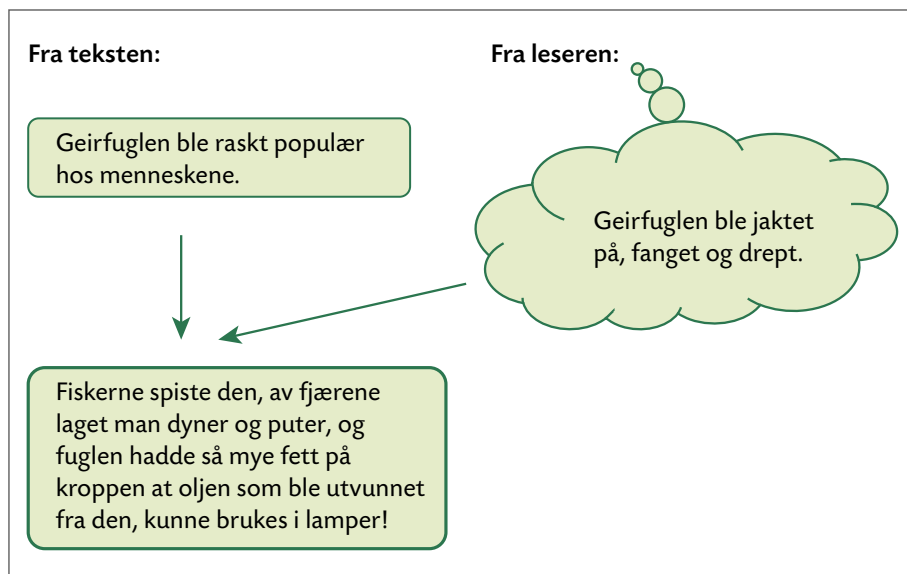 Fra teksten:
Fra leseren:
Geirfuglen ble raskt populær
hos menneskene.
Geirfuglen ble jaktet
på, fanget og drept.
Fiskerne spiste den, av fjærene
laget man dyner og puter, og
fuglen hadde så mye fett på
kroppen at oljen som ble utvunnet
fra den, kunne brukes i lamper!